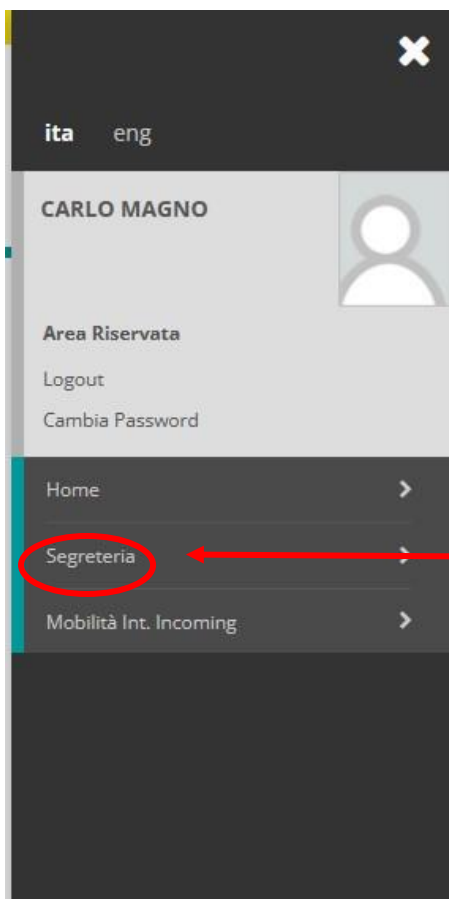 ita eng
CARLO MAGNO
Area Riservata
Logout
Cambia Password
Home
Segreteria
Mobilità Int. Incoming